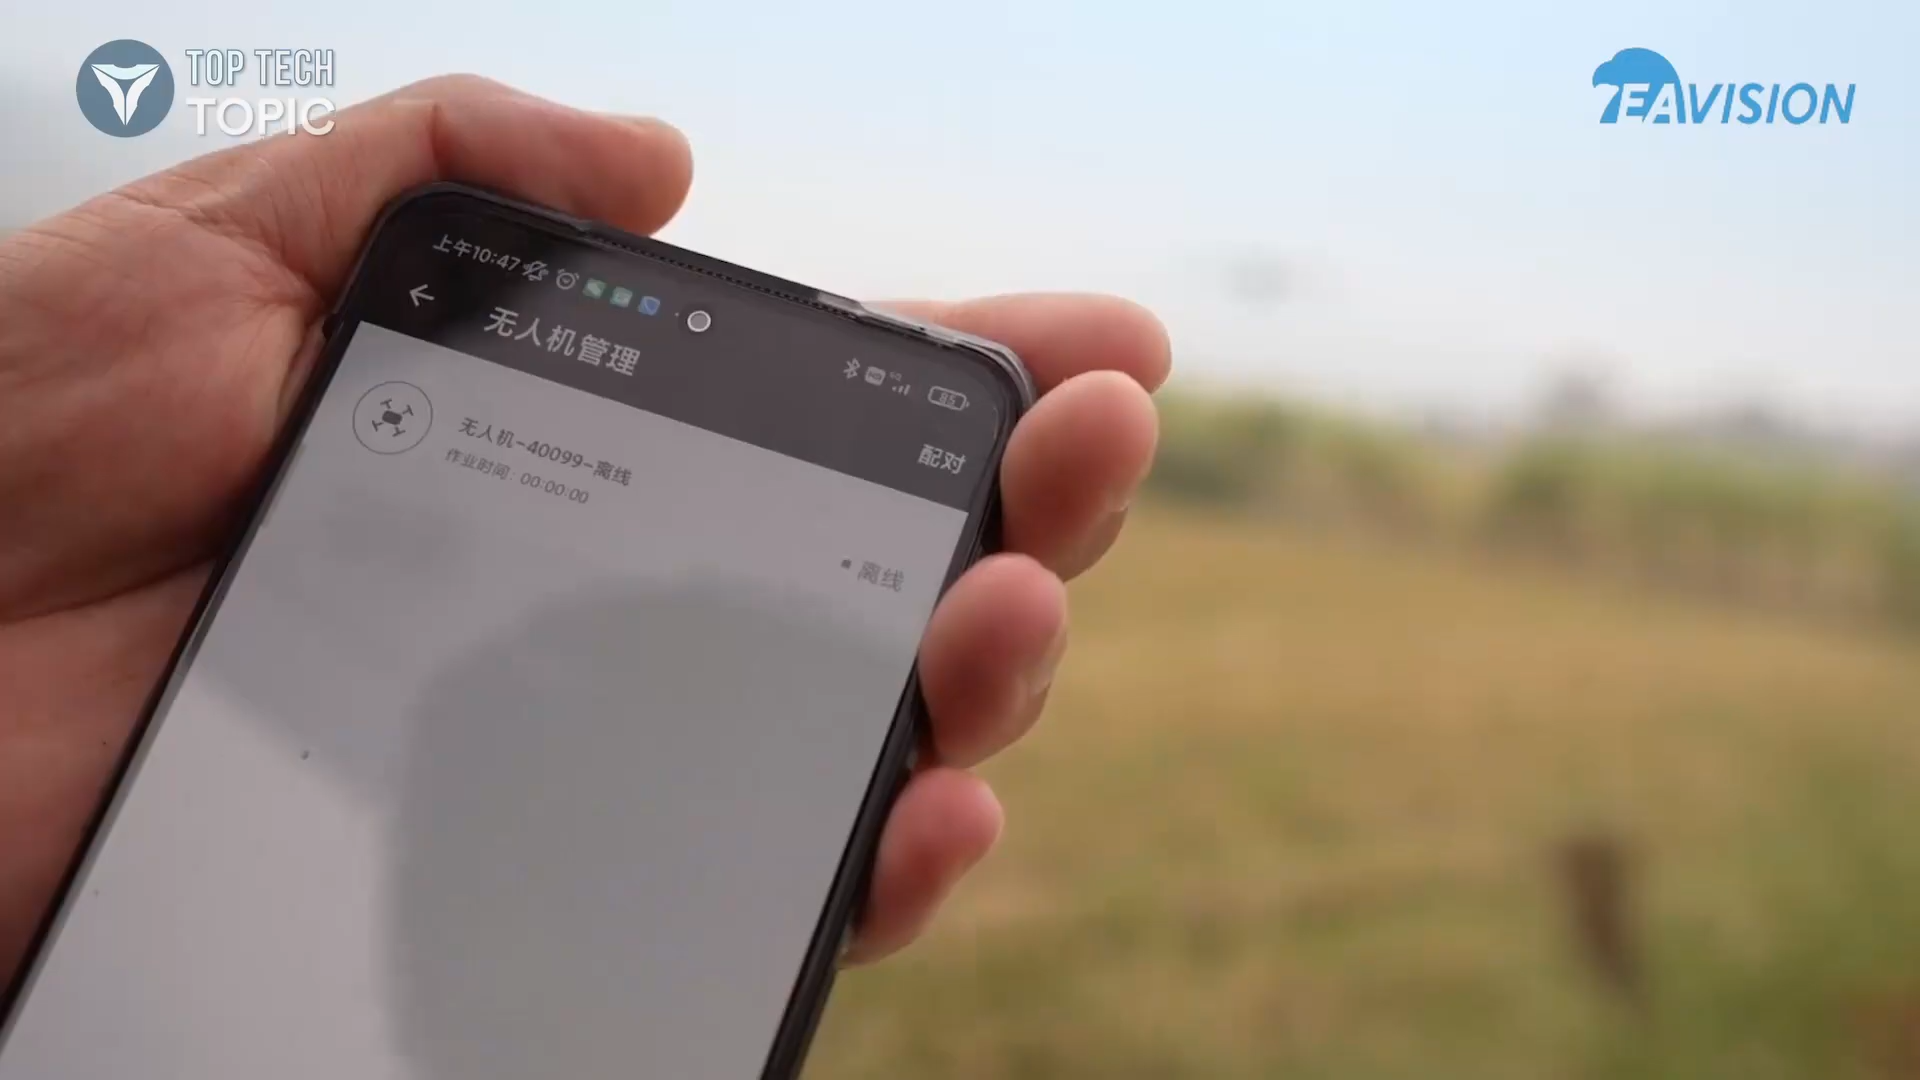 TOP TECH
TOPIC
EAVISION
上午10:47
85
无人机管理
配对
无人机-40099-离线
作业时间: 00:00:00
离线